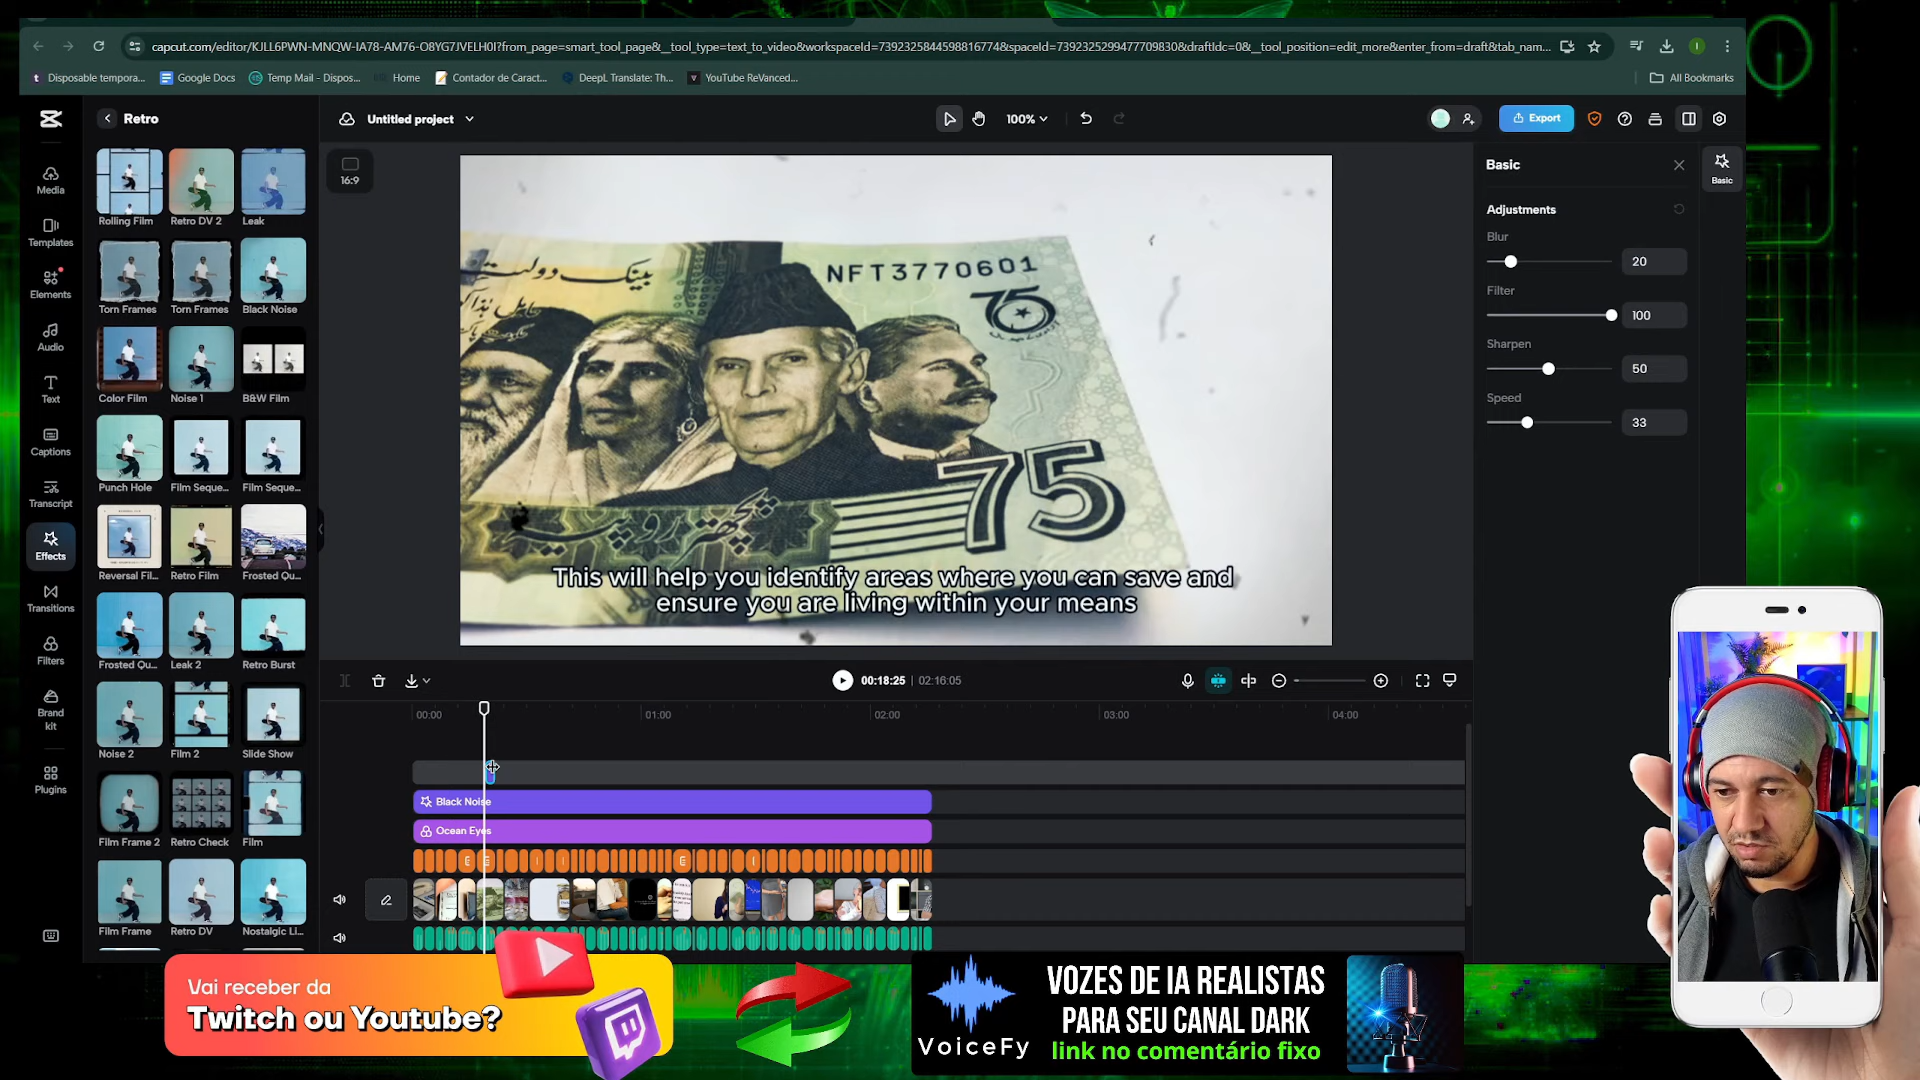 capcut.com/editor/KJLL6PWN-MNQW-IA78-AM76-O8YG7JVELH0I?from_page=smart_tool_page&__tool_type=text_to_video&workspaceId=7392325844598816774&spaceId=7392325299477709830&draftIdc=0&__tool_position=edit_more&enter_from=draft&tab_nam...
Disposable tempora...
Google Docs
Temp Mail - Dispos...
Home
Contador de Caract...
DeepL Translate: Th...
YouTube ReVanced...
All Bookmarks
Retro
Untitled project
100%
Export
Media
Templates
Elements
Audio
Text
Captions
Transcript
Effects
Transitions
Filters
Brand kit
Plugins
Rolling Film
Retro DV 2
Leak
Torn Frames
Torn Frames
Black Noise
Color Film
Noise 1
B&W Film
Punch Hole
Film Seque...
Film Seque...
Reversal Fil...
Retro Film
Frosted Qu...
Frosted Qu...
Leak 2
Retro Burst
Noise 2
Film 2
Slide Show
Film Frame 2
Retro Check
Film
Film Frame
Retro DV
Nostalgic Li...
16:9
بینک دولت
NFT3770601
75
75
پچھتر روپیہ
This will help you identify areas where you can save and
ensure you are living within your means
Basic
Basic
Adjustments
Blur
20
Filter
100
Sharpen
50
Speed
33
00:18:25 | 02:16:05
00:00
01:00
02:00
03:00
04:00
Black Noise
Ocean Eyes
Vai receber da
Twitch ou Youtube?
VoiceFy
VOZES DE IA REALISTAS
PARA SEU CANAL DARK
link no comentário fixo